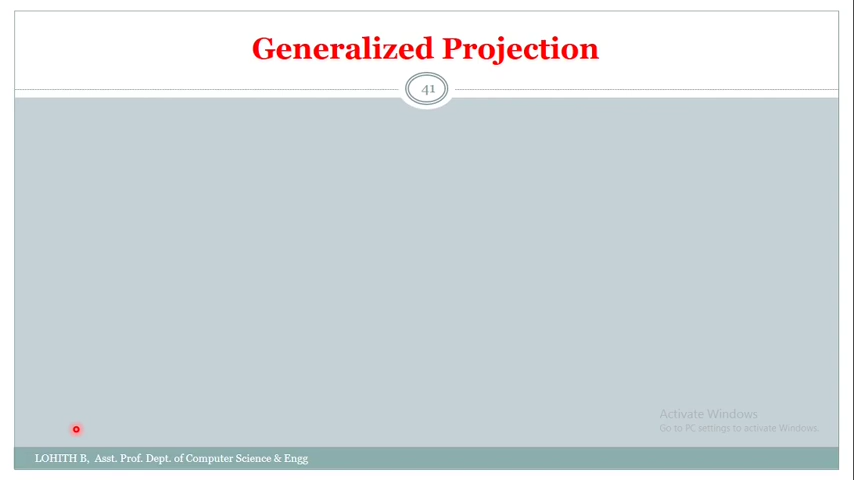 Generalized Projection
41
Activate Windows
Go to PC settings to activate Windows.
LOHITH B, Asst. Prof. Dept. of Computer Science & Engg